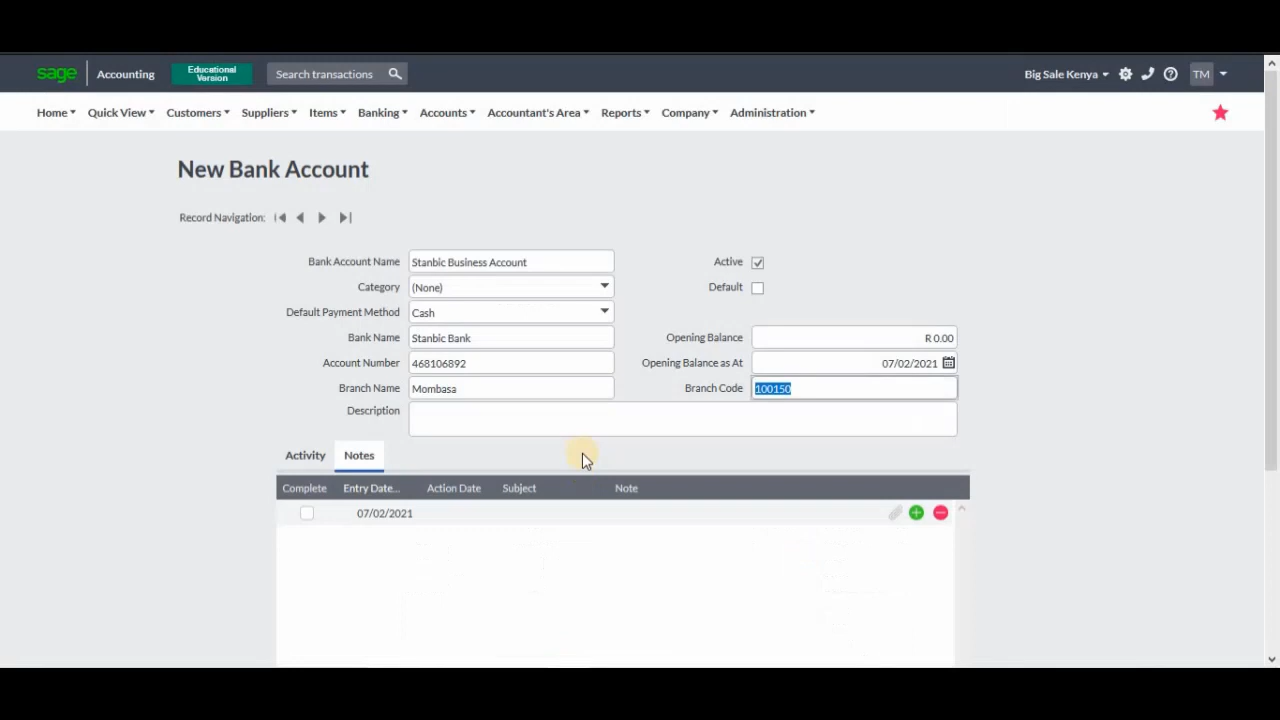 sage Accounting Educational Version Search transactions Big Sale Kenya TM
Home Quick View Customers Suppliers Items Banking Accounts Accountant's Area Reports Company Administration
New Bank Account
Record Navigation:
Bank Account Name Stanbic Business Account Active
Category (None) Default
Default Payment Method Cash
Bank Name Stanbic Bank Opening Balance R 0.00
Account Number 468106892 Opening Balance as At 07/02/2021
Branch Name Mombasa Branch Code 100150
Description
Activity Notes
Complete Entry Date... Action Date Subject Note
07/02/2021